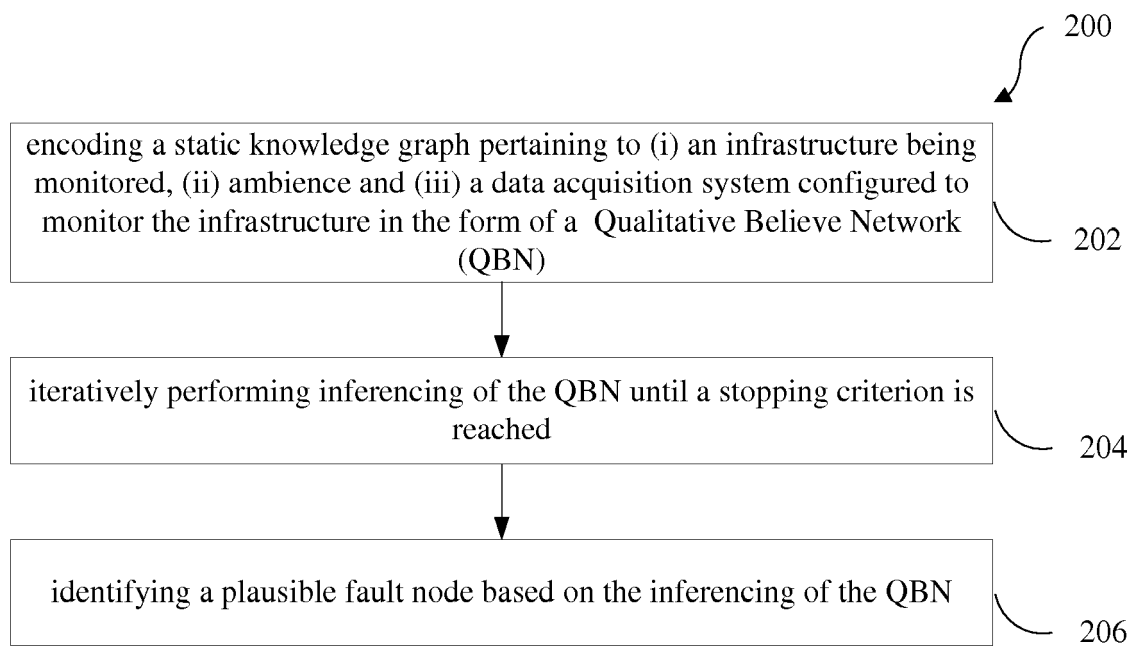 200
encoding a static knowledge graph pertaining to (i) an infrastructure being
monitored, (ii) ambience and (iii) a data acquisition system configured to
monitor the infrastructure in the form of a Qualitative Believe Network
(QBN)
202
iteratively performing inferencing of the QBN until a stopping criterion is
reached
204
identifying a plausible fault node based on the inferencing of the QBN
206